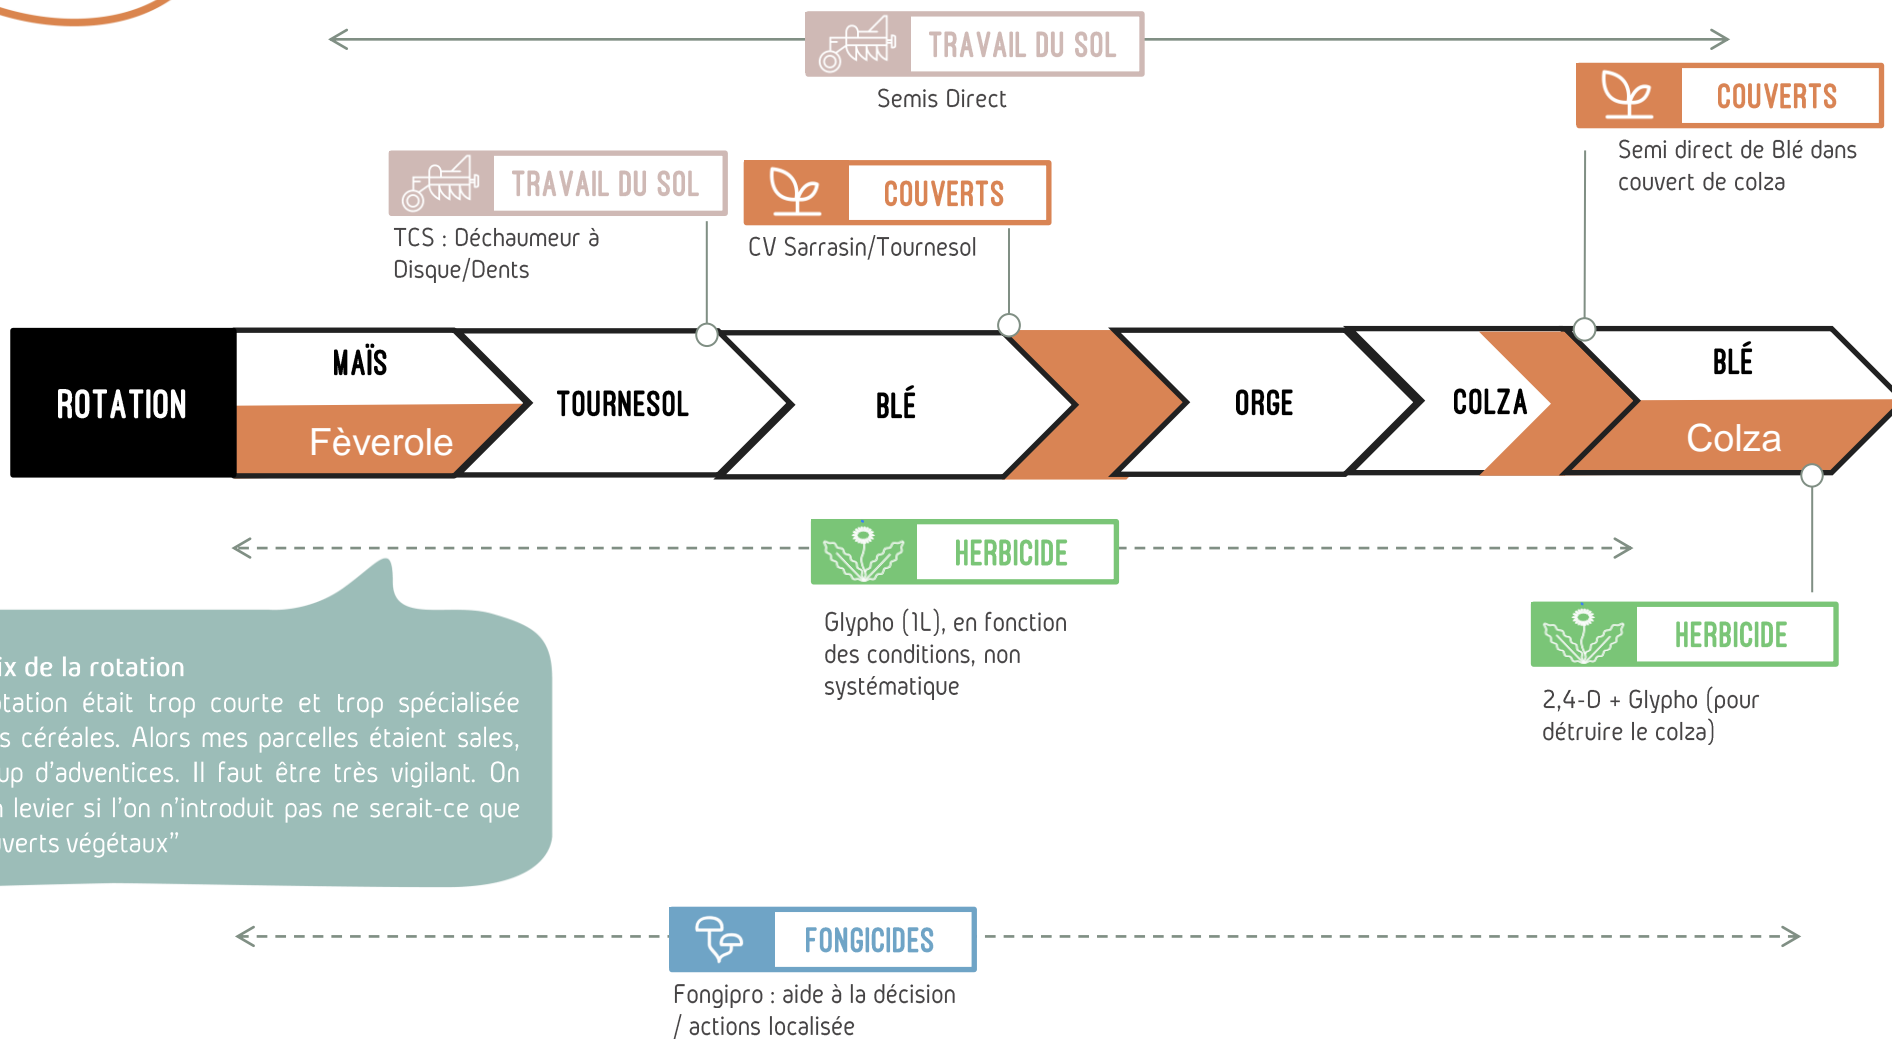 TRAVAIL DU SOL
Semis Direct
COUVERTS
Semi direct de Blé dans
couvert de colza
TRAVAIL DU SOL
TCS : Déchaumeur à
Disque/Dents
COUVERTS
CV Sarrasin/Tournesol
ROTATION
MAÏS
Fèverole
TOURNESOL
BLÉ
ORGE
COLZA
BLÉ
Colza
HERBICIDE
Glypho (1L), en fonction
des conditions, non
systématique
HERBICIDE
2,4-D + Glypho (pour
détruire le colza)
de la rotation
était trop courte et trop spécialisée
céréales. Alors mes parcelles étaient sales,
d’adventices. Il faut être très vigilant. On
levier si l’on n’introduit pas ne serait-ce que
végétaux”
FONGICIDES
Fongipro : aide à la décision
/ actions localisée